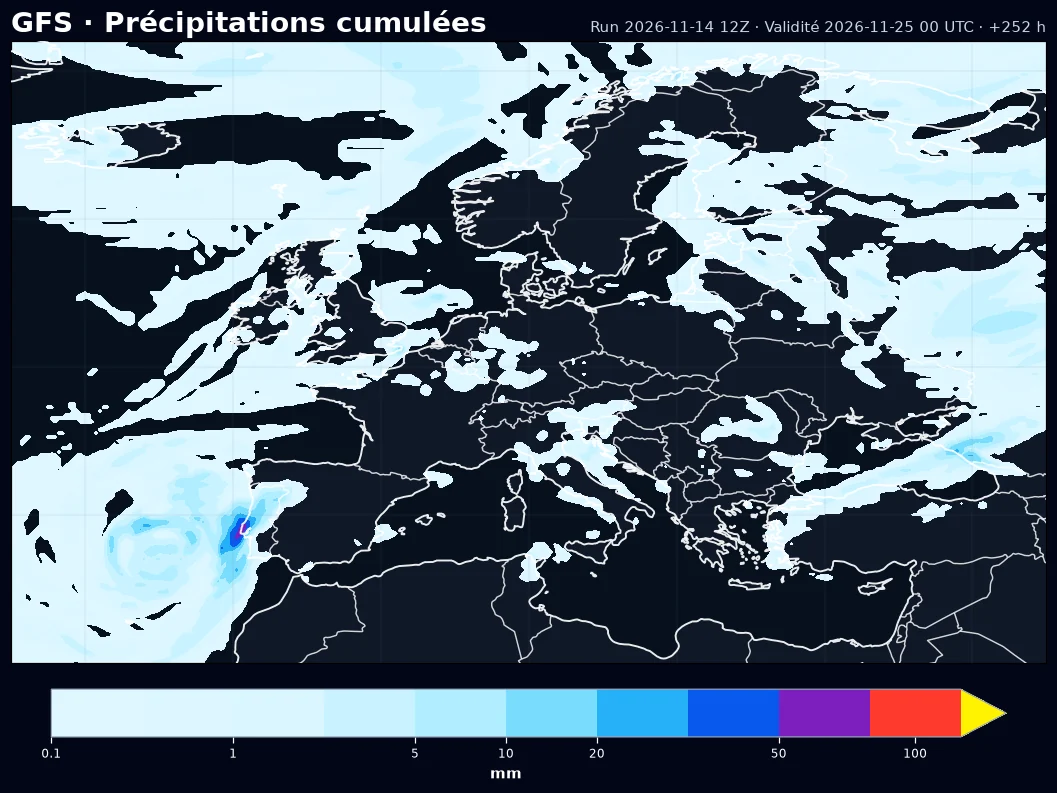 GFS · Précipitations cumulées
Run 2026-11-14 12Z · Validité 2026-11-25 00 UTC · +252 h
0.1 1 5 10 20 50 100
mm